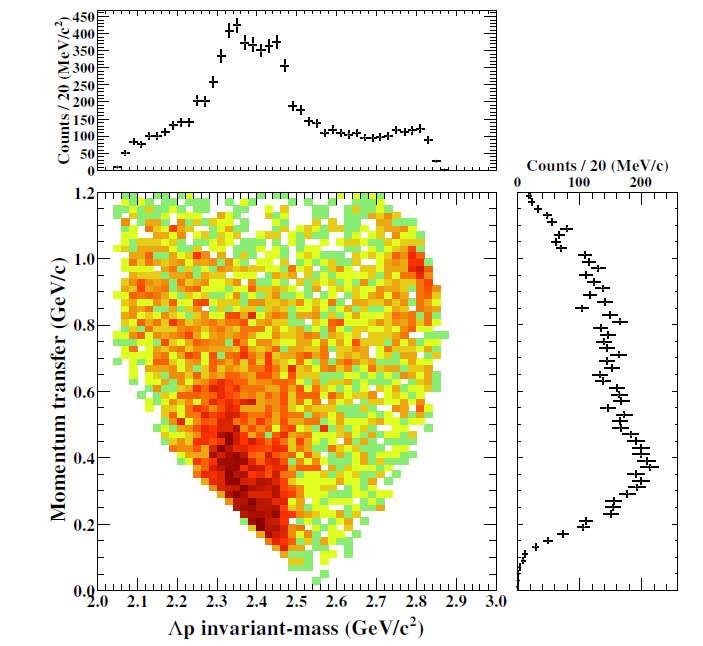 450
400
350
300
250
200
150
100
50
0
Counts / 20 (MeV/c²)
Counts / 20 (MeV/c)
0 100 200
1.2
1.0
0.8
0.6
0.4
0.2
0.0
Momentum transfer (GeV/c)
2.0 2.1 2.2 2.3 2.4 2.5 2.6 2.7 2.8 2.9 3.0
Λp invariant-mass (GeV/c²)